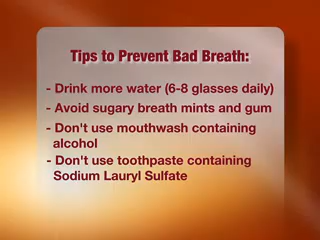 Tips to Prevent Bad Breath:
- Drink more water (6-8 glasses daily)
- Avoid sugary breath mints and gum
- Don't use mouthwash containing
alcohol
- Don't use toothpaste containing
Sodium Lauryl Sulfate